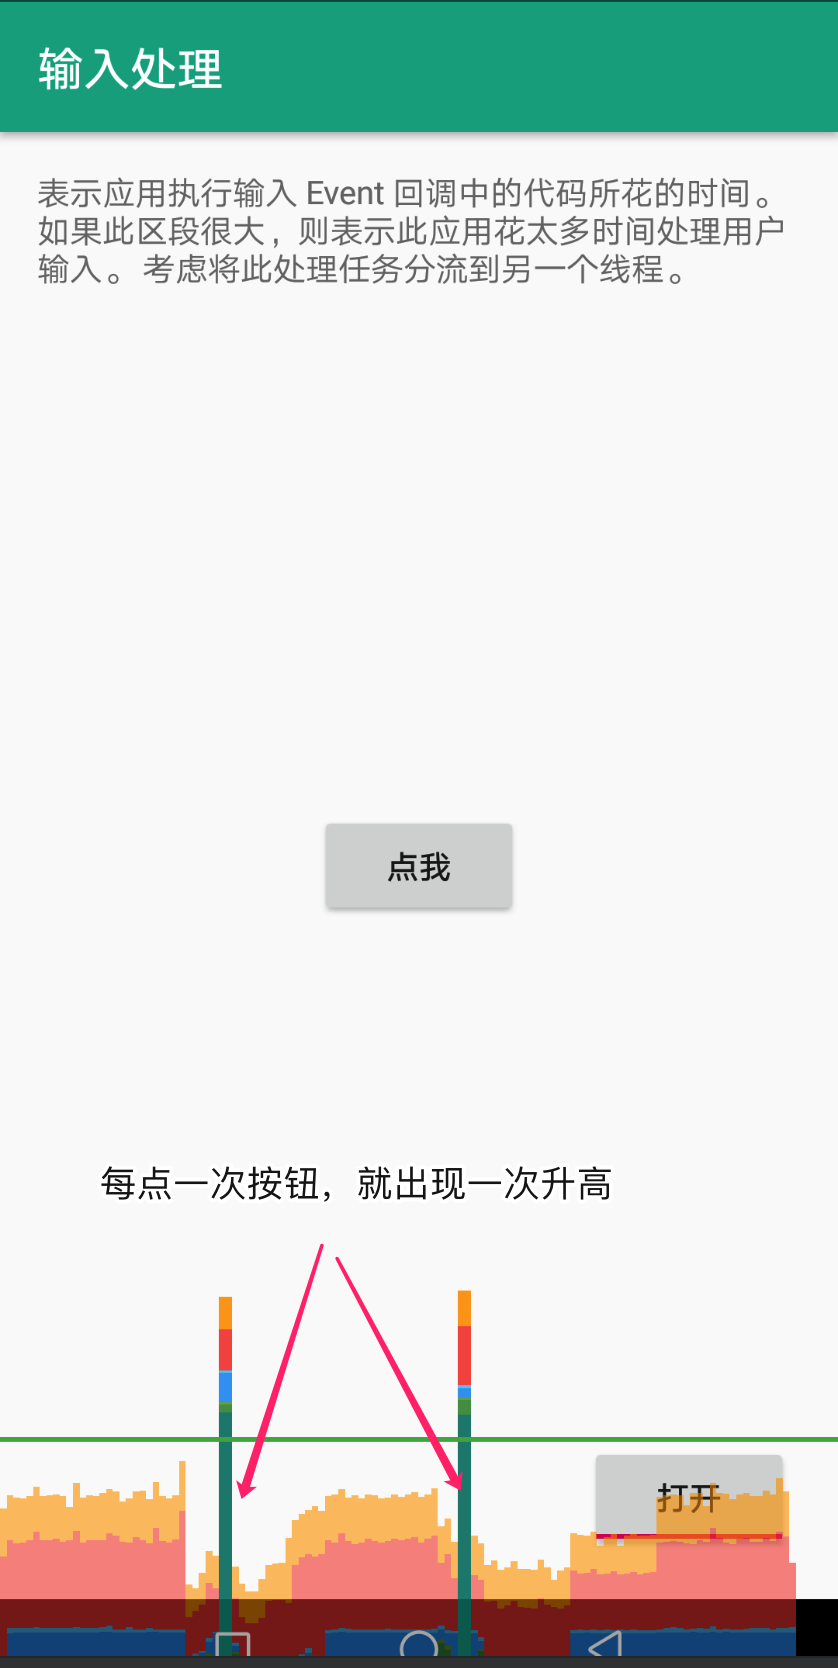 输入处理
表示应用执行输入 Event 回调中的代码所花的时间。
如果此区段很大，则表示此应用花太多时间处理用户
输入。考虑将此处理任务分流到另一个线程。
点我
每点一次按钮，就出现一次升高
打开